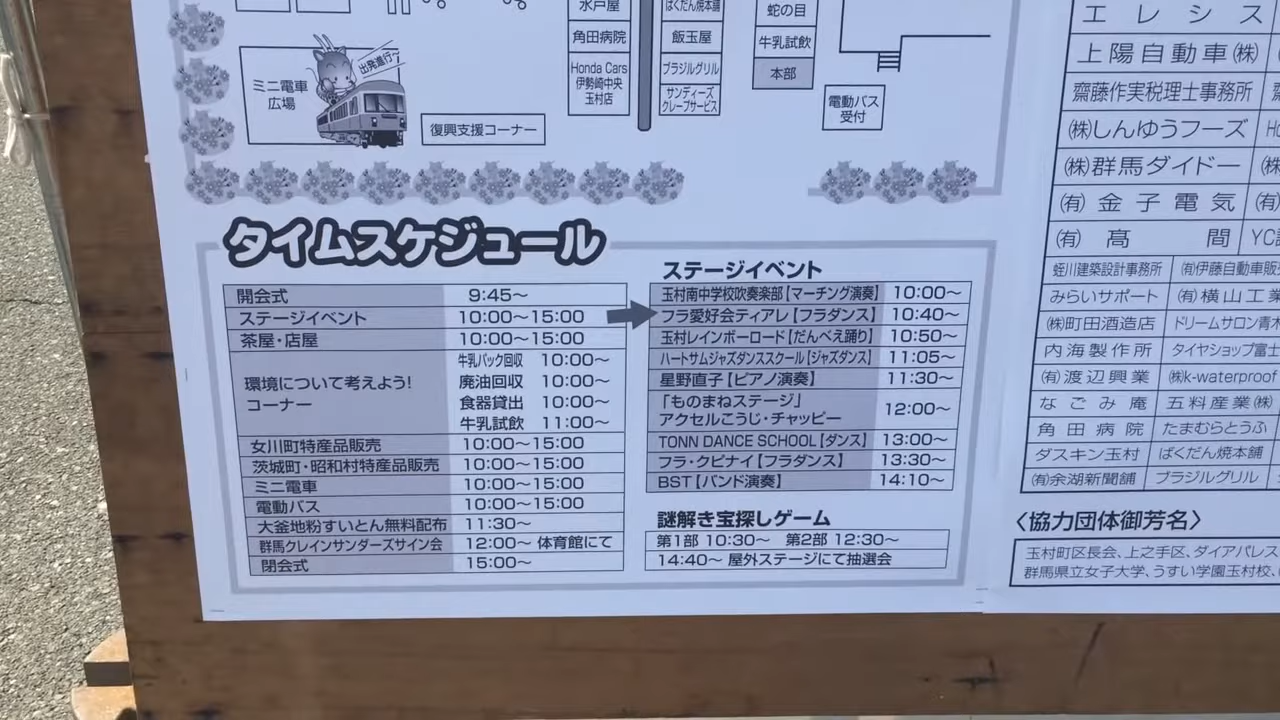 水戸屋
角田病院
Honda Cars
伊勢崎中央
玉村店
ばくだん焼本舗
飯玉屋
ブラジルグリル
サンディーズ
クレープサービス
蛇の目
牛乳試飲
本部
電動バス
受付
ミニ電車
広場
出発進行!
復興支援コーナー
タイムスケジュール
開会式 9:45～
ステージイベント 10:00～15:00
茶屋・店屋 10:00～15:00
環境について考えよう!
コーナー
牛乳パック回収 10:00～
廃油回収 10:00～
食器貸出 10:00～
牛乳試飲 11:00～
女川町特産品販売 10:00～15:00
茨城町・昭和村特産品販売 10:00～15:00
ミニ電車 10:00～15:00
電動バス 10:00～15:00
大釜地粉すいとん無料配布 11:30～
群馬クレインサンダーズサイン会 12:00～ 体育館にて
閉会式 15:00～
ステージイベント
玉村南中学校吹奏楽部【マーチング演奏】 10:00～
フラ愛好会ティアレ【フラダンス】 10:40～
玉村レインボーロード【だんべえ踊り】 10:50～
ハートサムジャズダンススクール【ジャズダンス】 11:05～
星野直子【ピアノ演奏】 11:30～
「ものまねステージ」
アクセルこうじ・チャッピー 12:00～
TONN DANCE SCHOOL【ダンス】 13:00～
フラ・クピナイ【フラダンス】 13:30～
BST【バンド演奏】 14:10～
謎解き宝探しゲーム
第1部 10:30～ 第2部 12:30～
14:40～ 屋外ステージにて抽選会
エレシス
上陽自動車㈱
齋藤作実税理士事務所
㈱しんゆうフーズ
㈱群馬ダイドー
㈲金子電気
㈲髙間
蛭川建築設計事務所 ㈲伊藤自動車販
みらいサポート ㈲横山工業
㈱町田酒造店 ドリームサロン青木
内海製作所 タイヤショップ富士
㈲渡辺興業 ㈱k-waterproof
なごみ庵 五料産業㈱
角田病院 たまむらとうふ
ダスキン玉村 ばくだん焼本舗
㈲余湖新聞舗 ブラジルグリル
〈協力団体御芳名〉
玉村町区長会、上之手区、ダイアパレス
群馬県立女子大学、うすい学園玉村校、